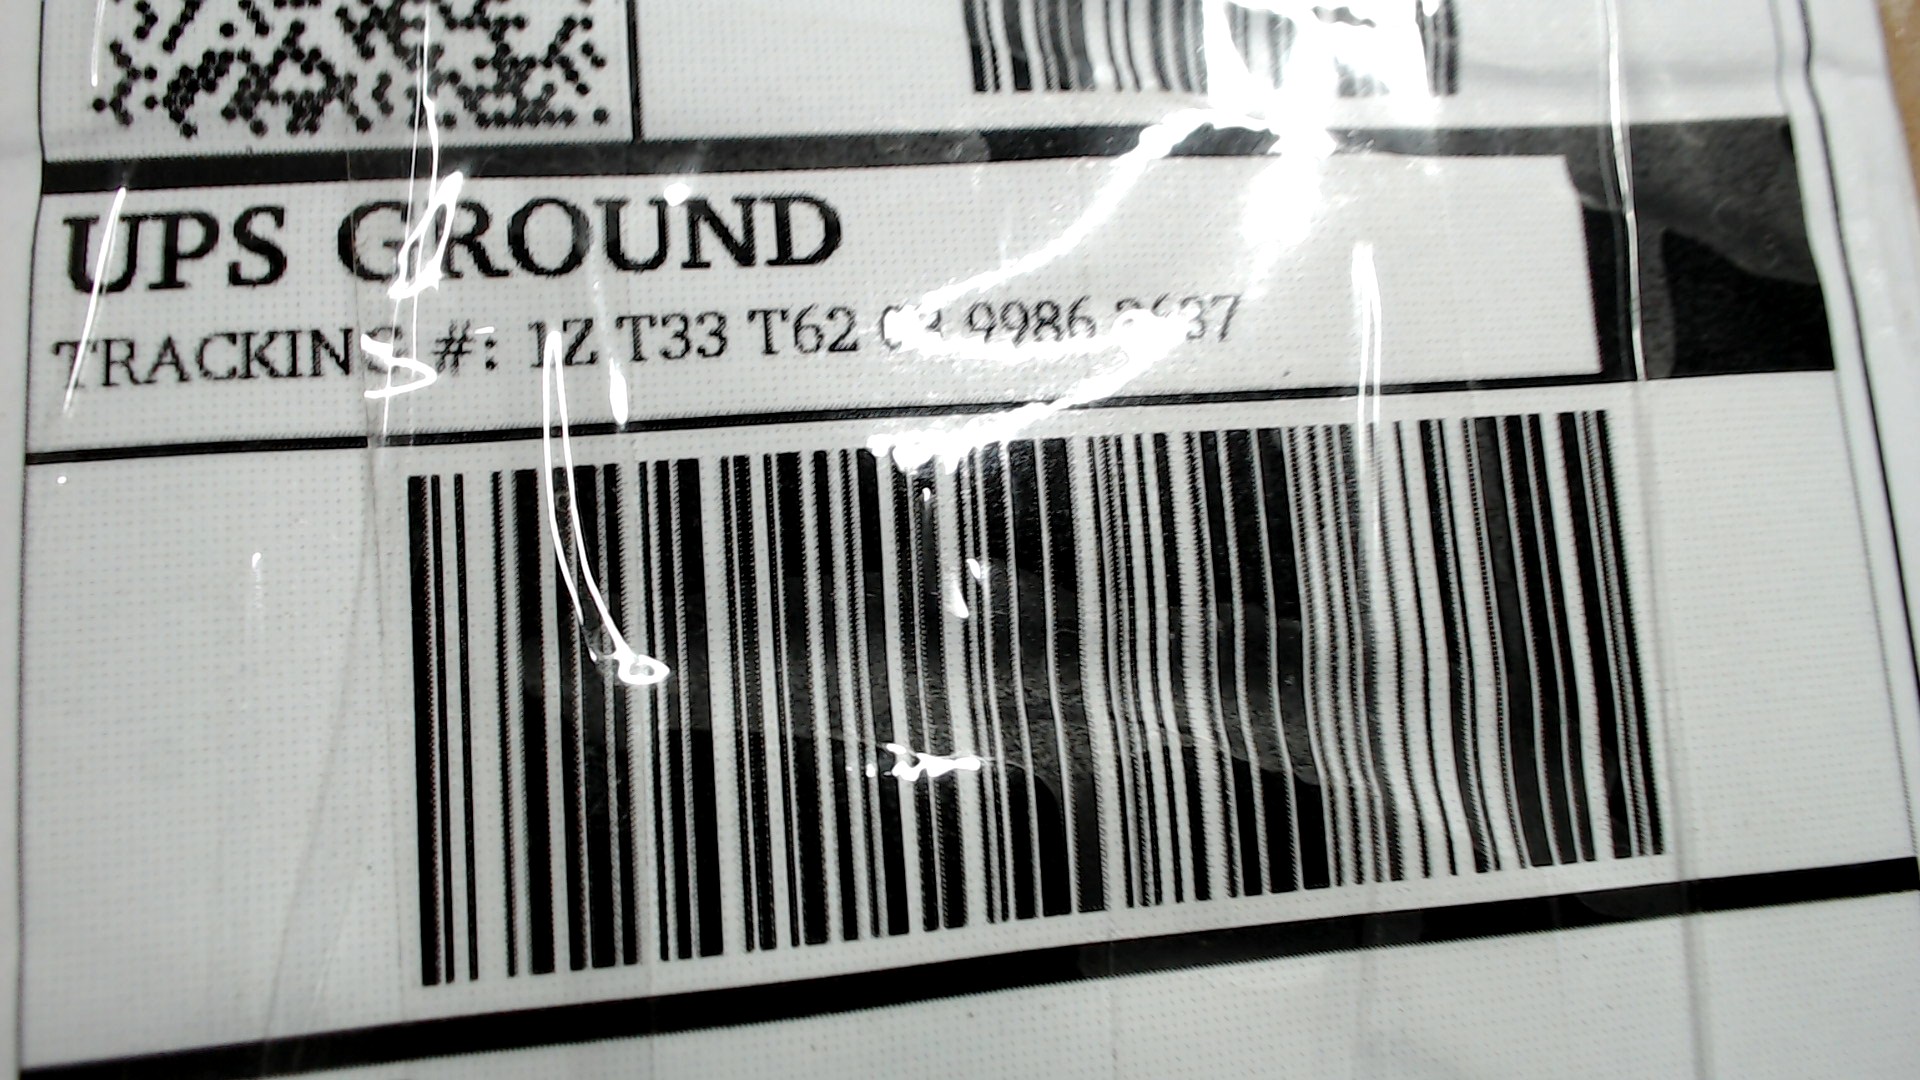 UPS GROUND
TRACKING #: 1Z T33 T62 9986